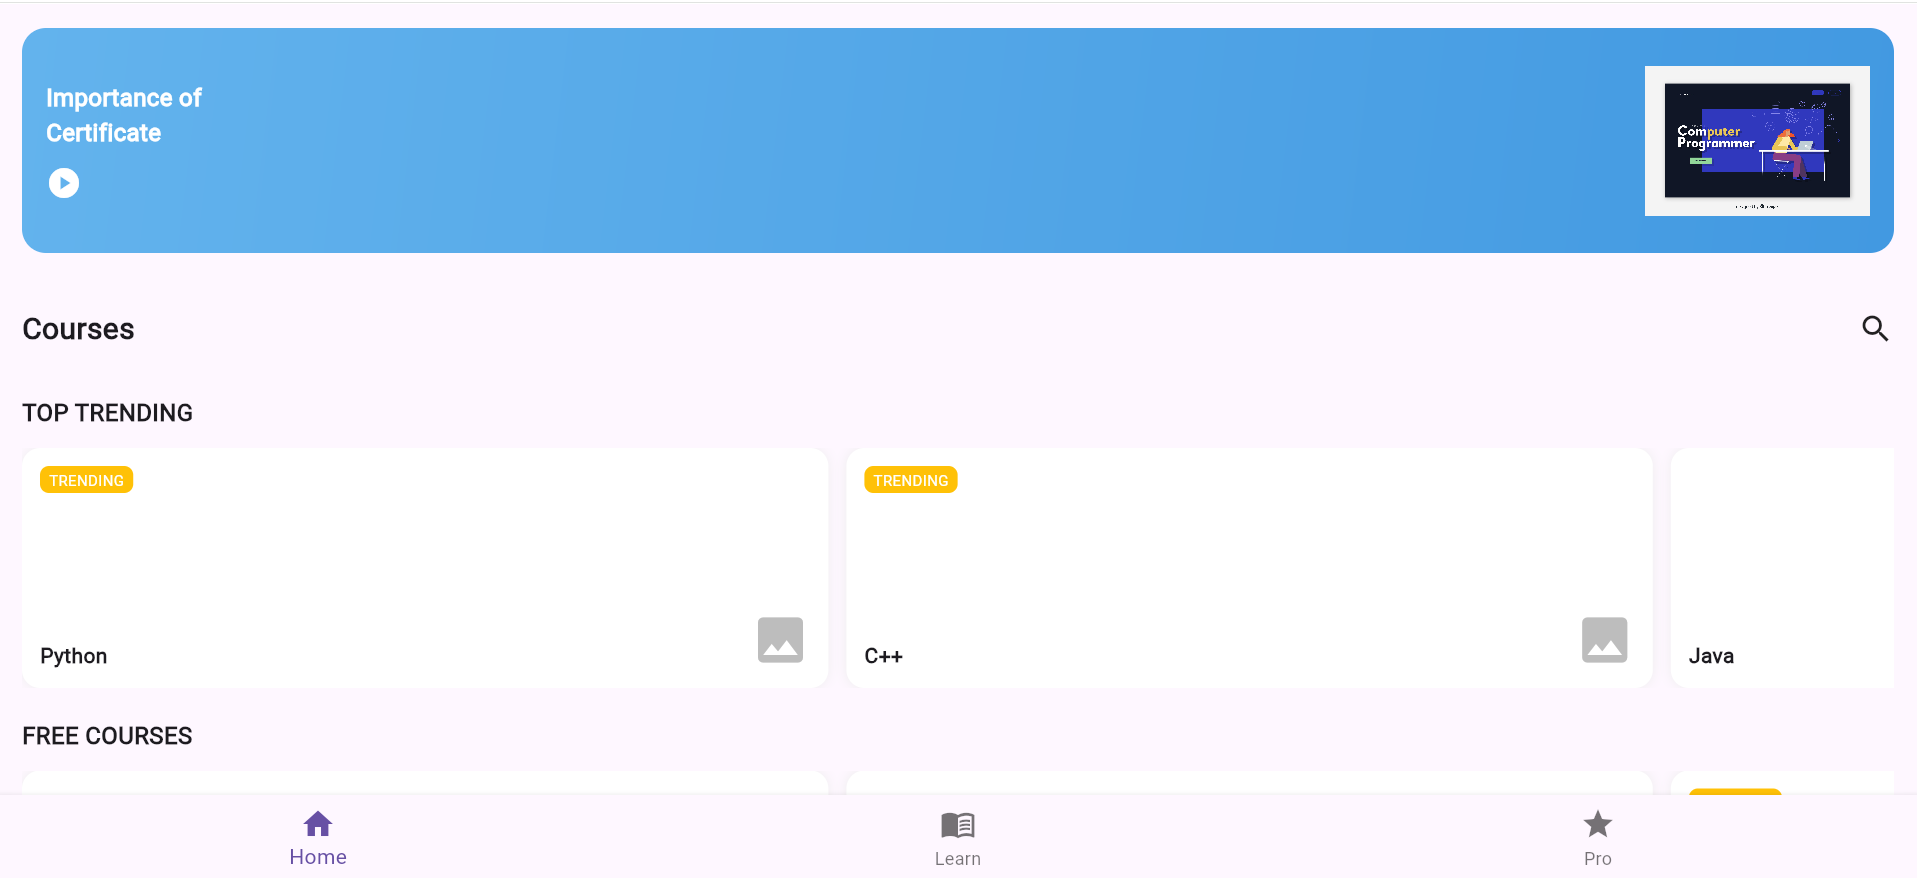 Importance of
Certificate
Computer
Programmer
Courses
TOP TRENDING
TRENDING
TRENDING
Python
C++
Java
FREE COURSES
Home
Learn
Pro